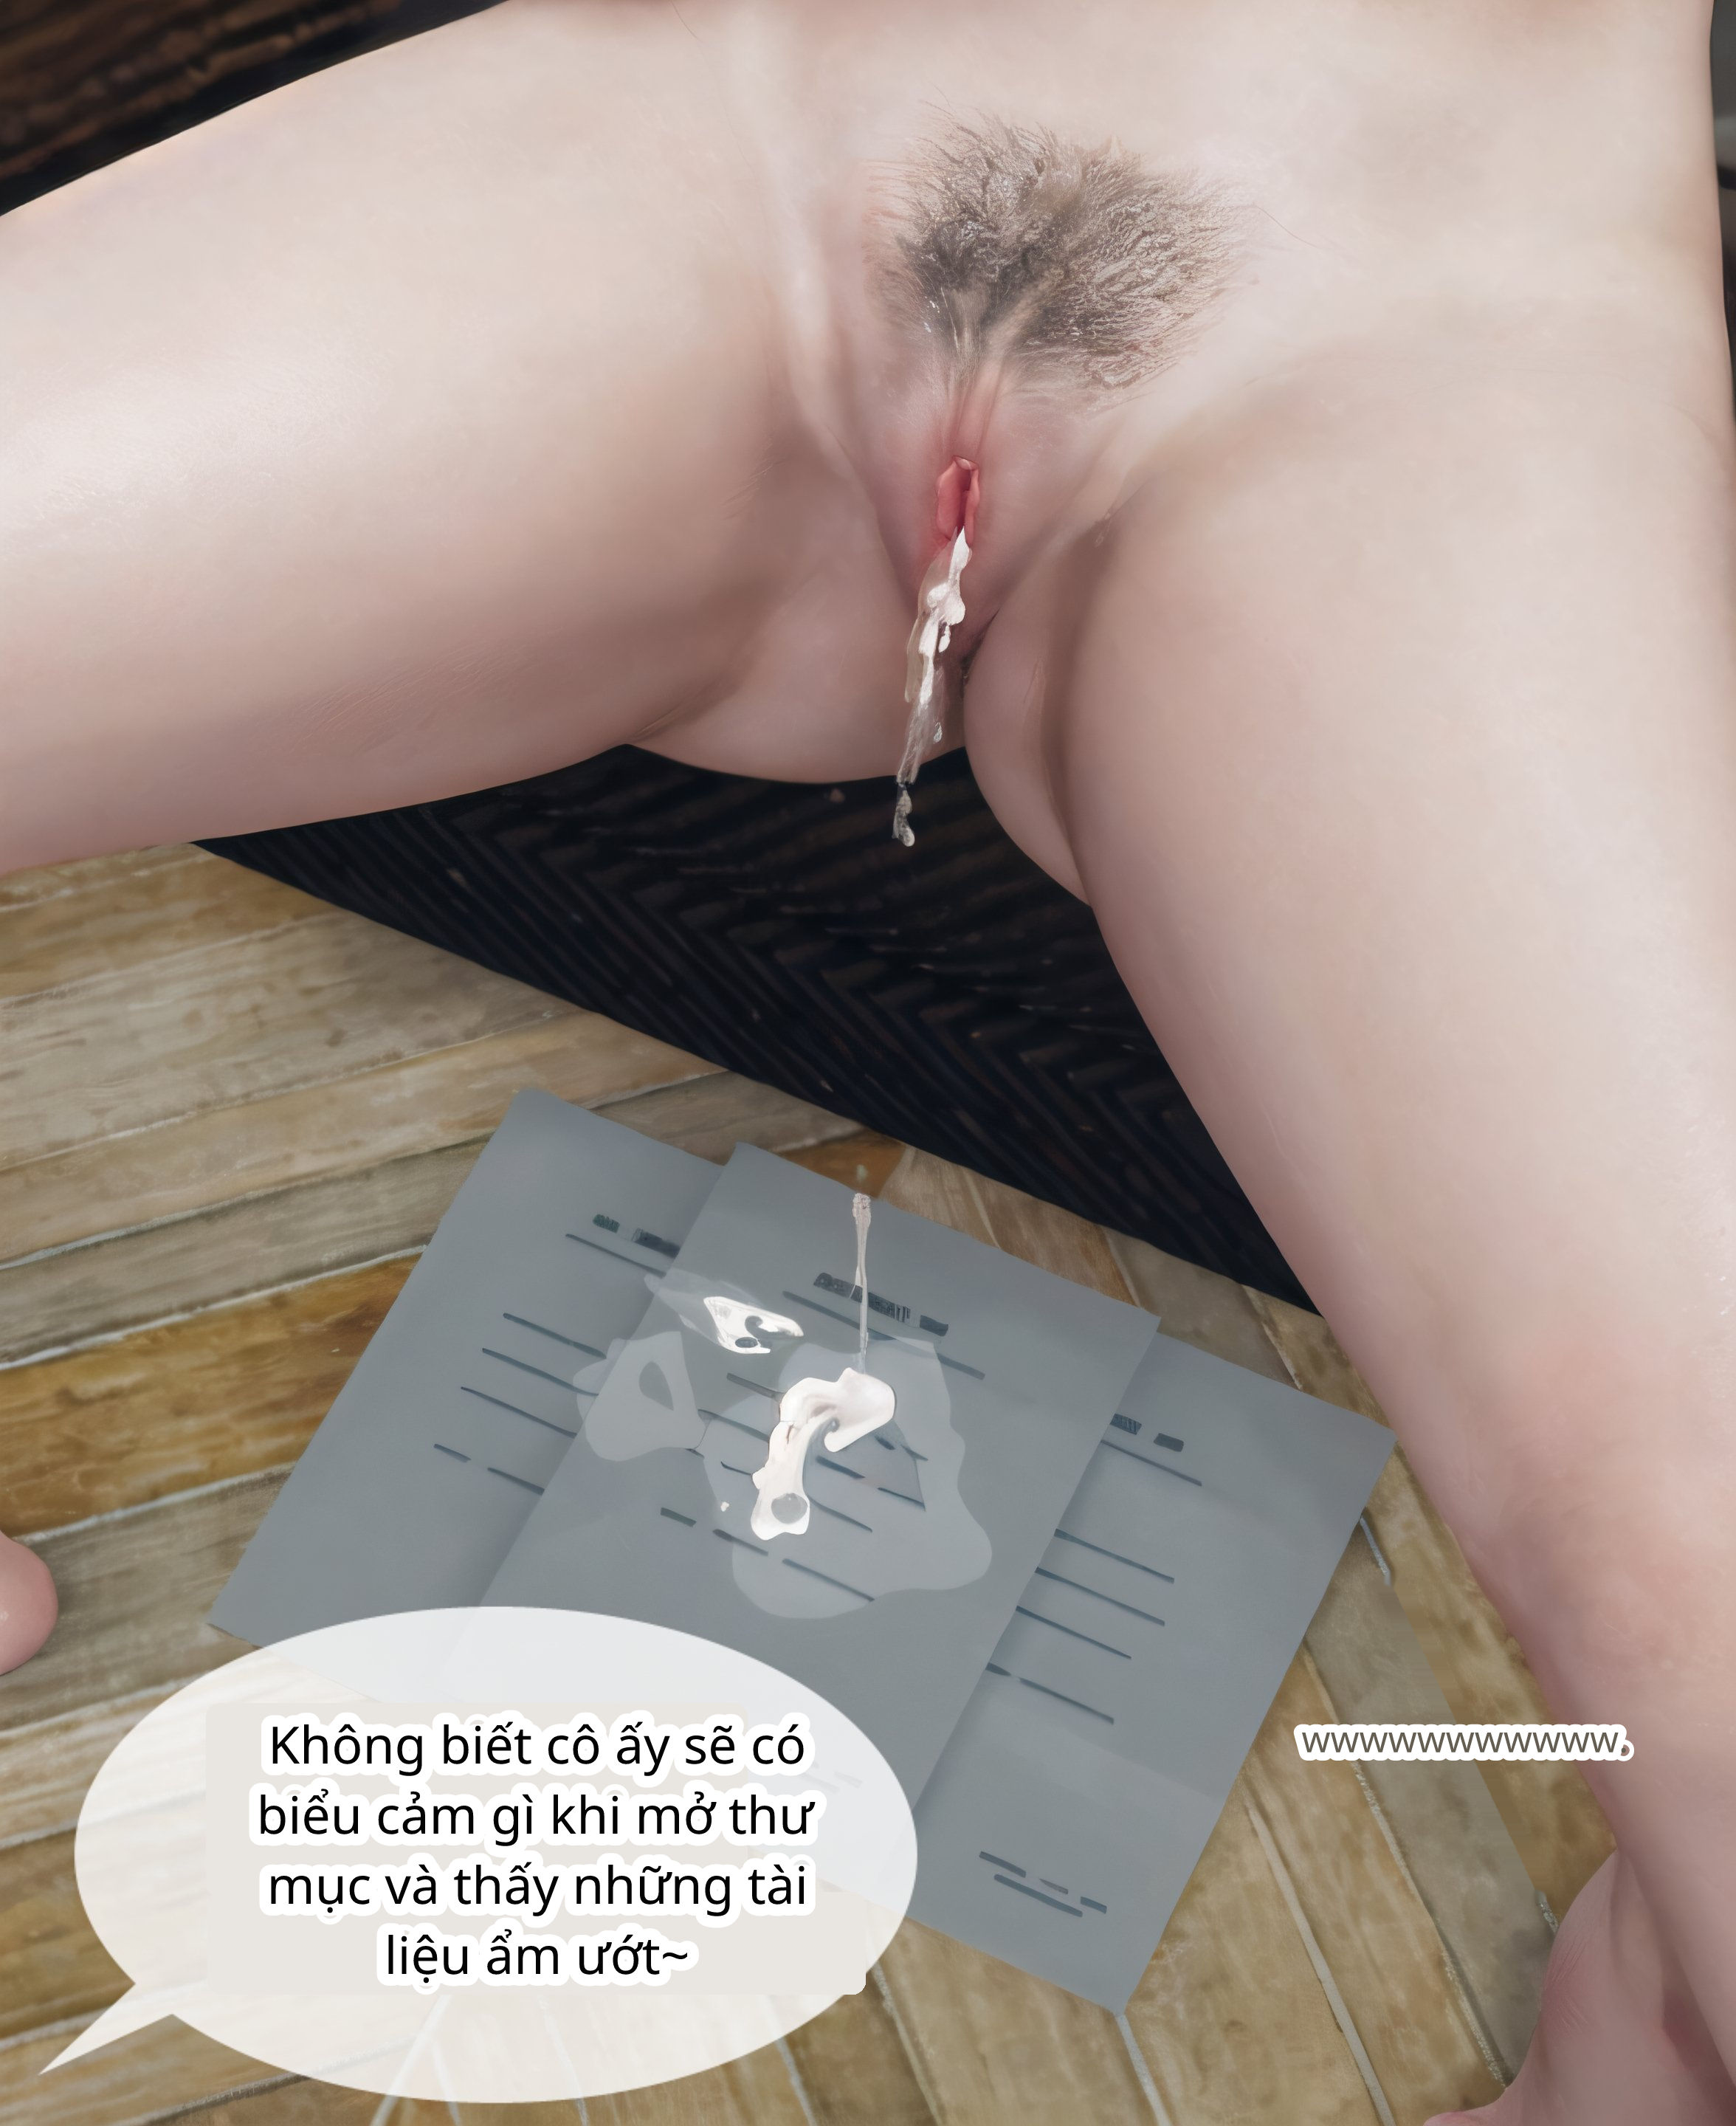 Không biết cô ấy sẽ có
biểu cảm gì khi mở thư
mục và thấy những tài
liệu ẩm ướt~
wwwwwwwwwww.